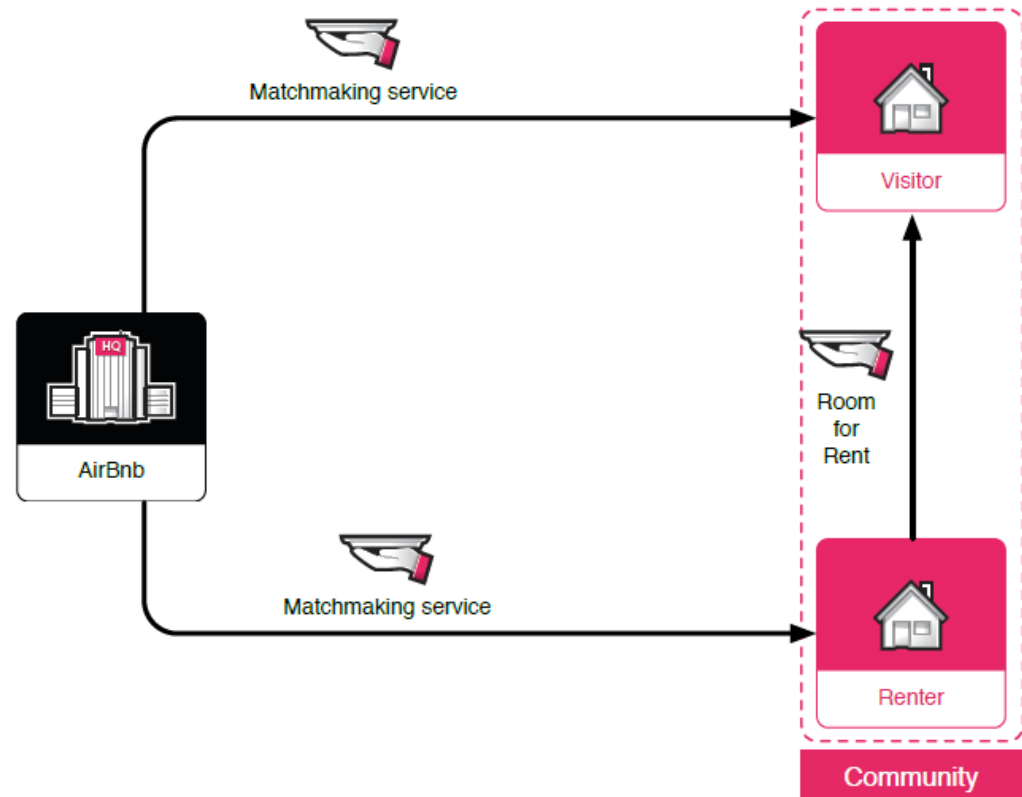 Matchmaking service
Visitor
HQ
AirBnb
Room
for
Rent
Matchmaking service
Renter
Community